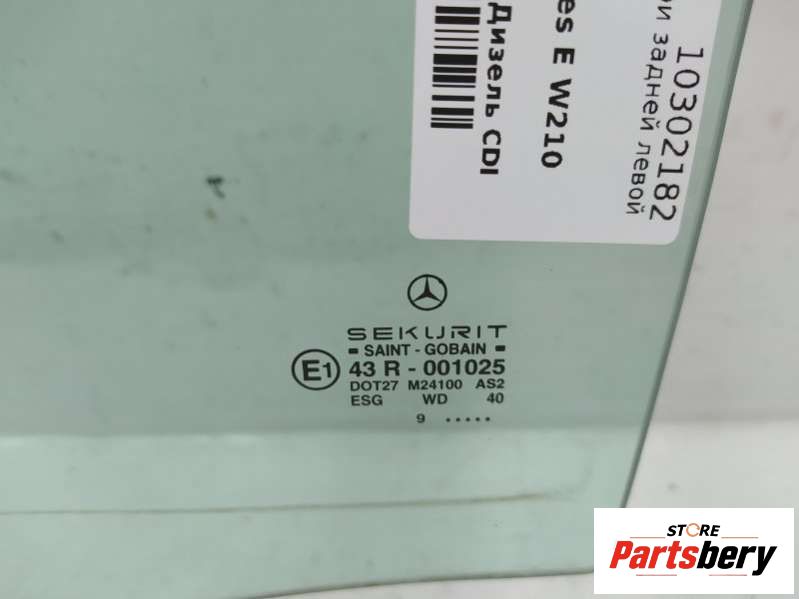 10302182
задней левой
E W210
Дизель CDI
SEKURIT
SAINT - GOBAIN
E1 43 R - 001025
DOT27 M24100 AS2
ESG WD 40
9 .....
STORE
Partsbery